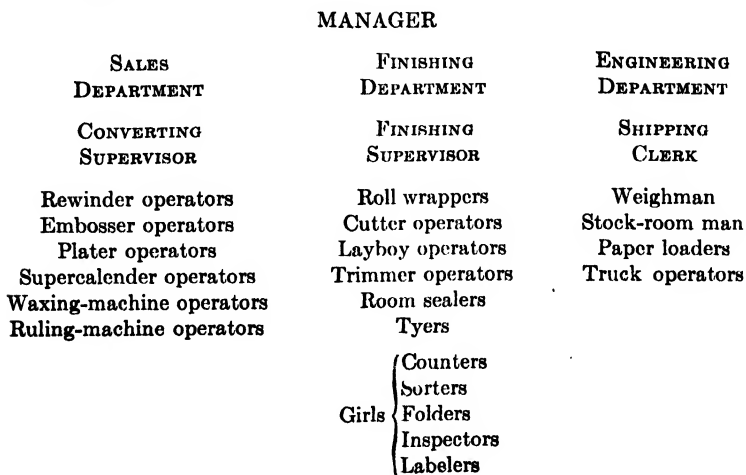 MANAGER
SALES DEPARTMENT
CONVERTING SUPERVISOR
Rewinder operators
Embosser operators
Plater operators
Supercalender operators
Waxing-machine operators
Ruling-machine operators
FINISHING DEPARTMENT
FINISHING SUPERVISOR
Roll wrappers
Cutter operators
Layboy operators
Trimmer operators
Room sealers
Tyers
Girls
Counters
Sorters
Folders
Inspectors
Labelers
ENGINEERING DEPARTMENT
SHIPPING CLERK
Weighman
Stock-room man
Paper loaders
Truck operators